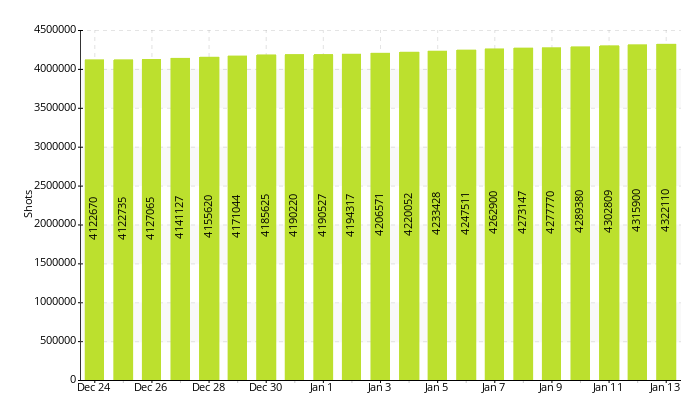 4500000
4000000
3500000
3000000
2500000
2000000
1500000
1000000
500000
0
Shots
4122670
4122735
4127065
4141127
4155620
4171044
4185625
4190220
4190527
4194317
4206571
4220052
4233428
4247511
4262900
4273147
4277770
4289380
4302809
4315900
4322110
Dec 24
Dec 26
Dec 28
Dec 30
Jan 1
Jan 3
Jan 5
Jan 7
Jan 9
Jan 11
Jan 13